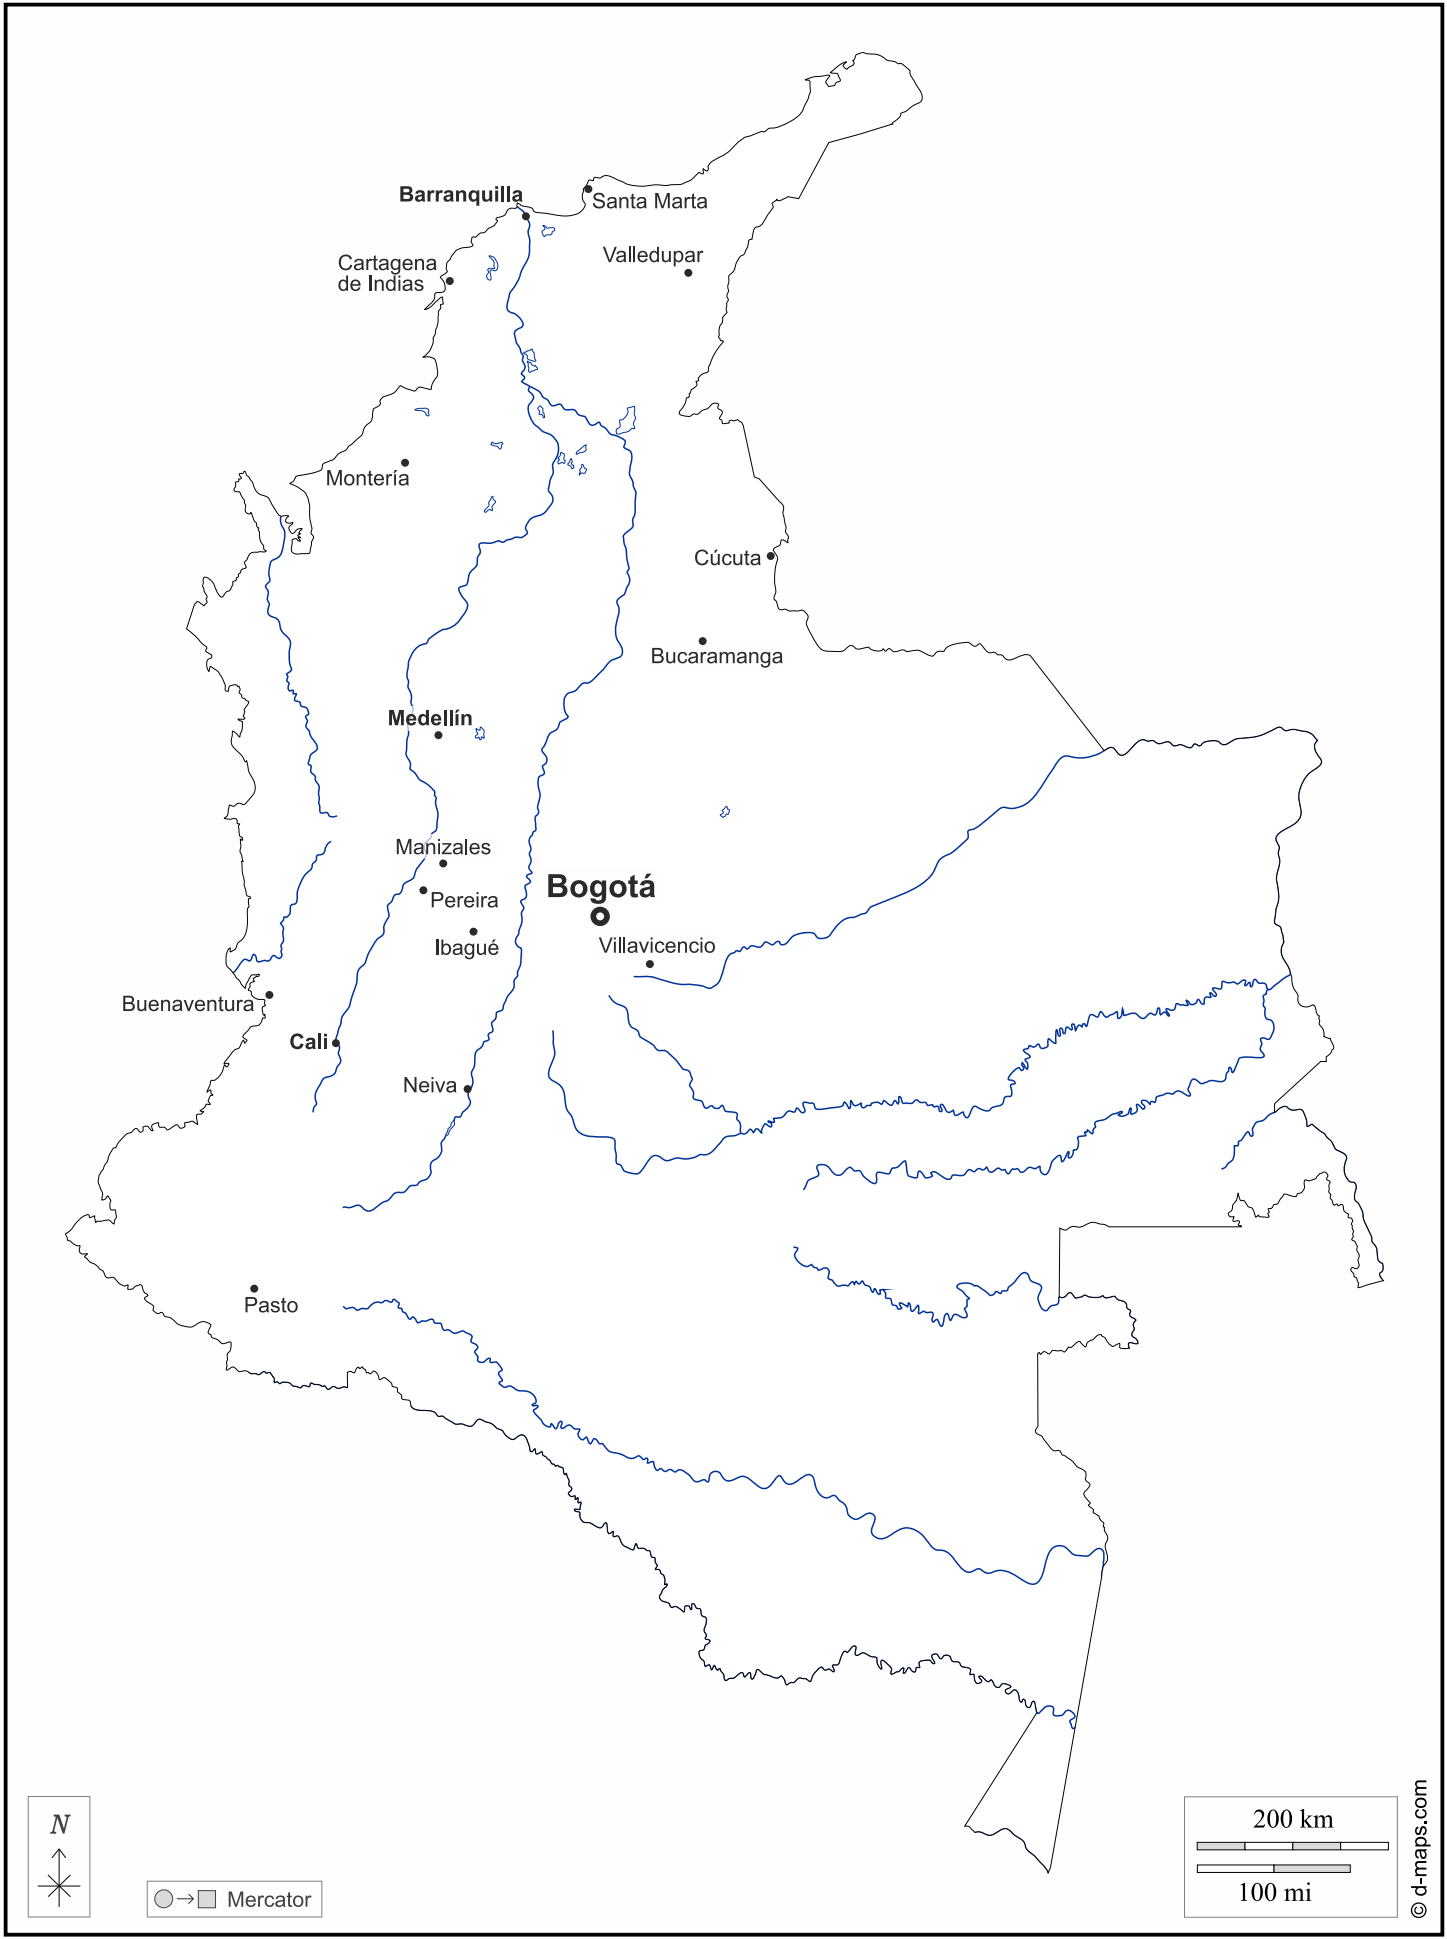 Barranquilla
Santa Marta
Valledupar
Cartagena
de Indias
Montería
Cúcuta
Bucaramanga
Medellín
Manizales
Bogotá
Pereira
Ibagué
Villavicencio
Buenaventura
Cali
Neiva
Pasto
N
Mercator
200 km
100 mi
© d-maps.com